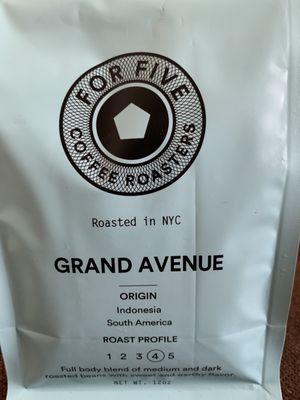 FOR FIVE
COFFEE ROASTERS
Roasted in NYC
GRAND AVENUE
ORIGIN
Indonesia
South America
ROAST PROFILE
1 2 3 4 5
Full body blend of medium and dark
roasted beans with sweet and earthy flavor.
NET WT. 12oz